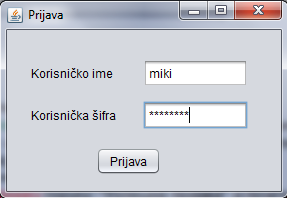 Prijava
Korisničko ime miki
Korisnička šifra ********
Prijava